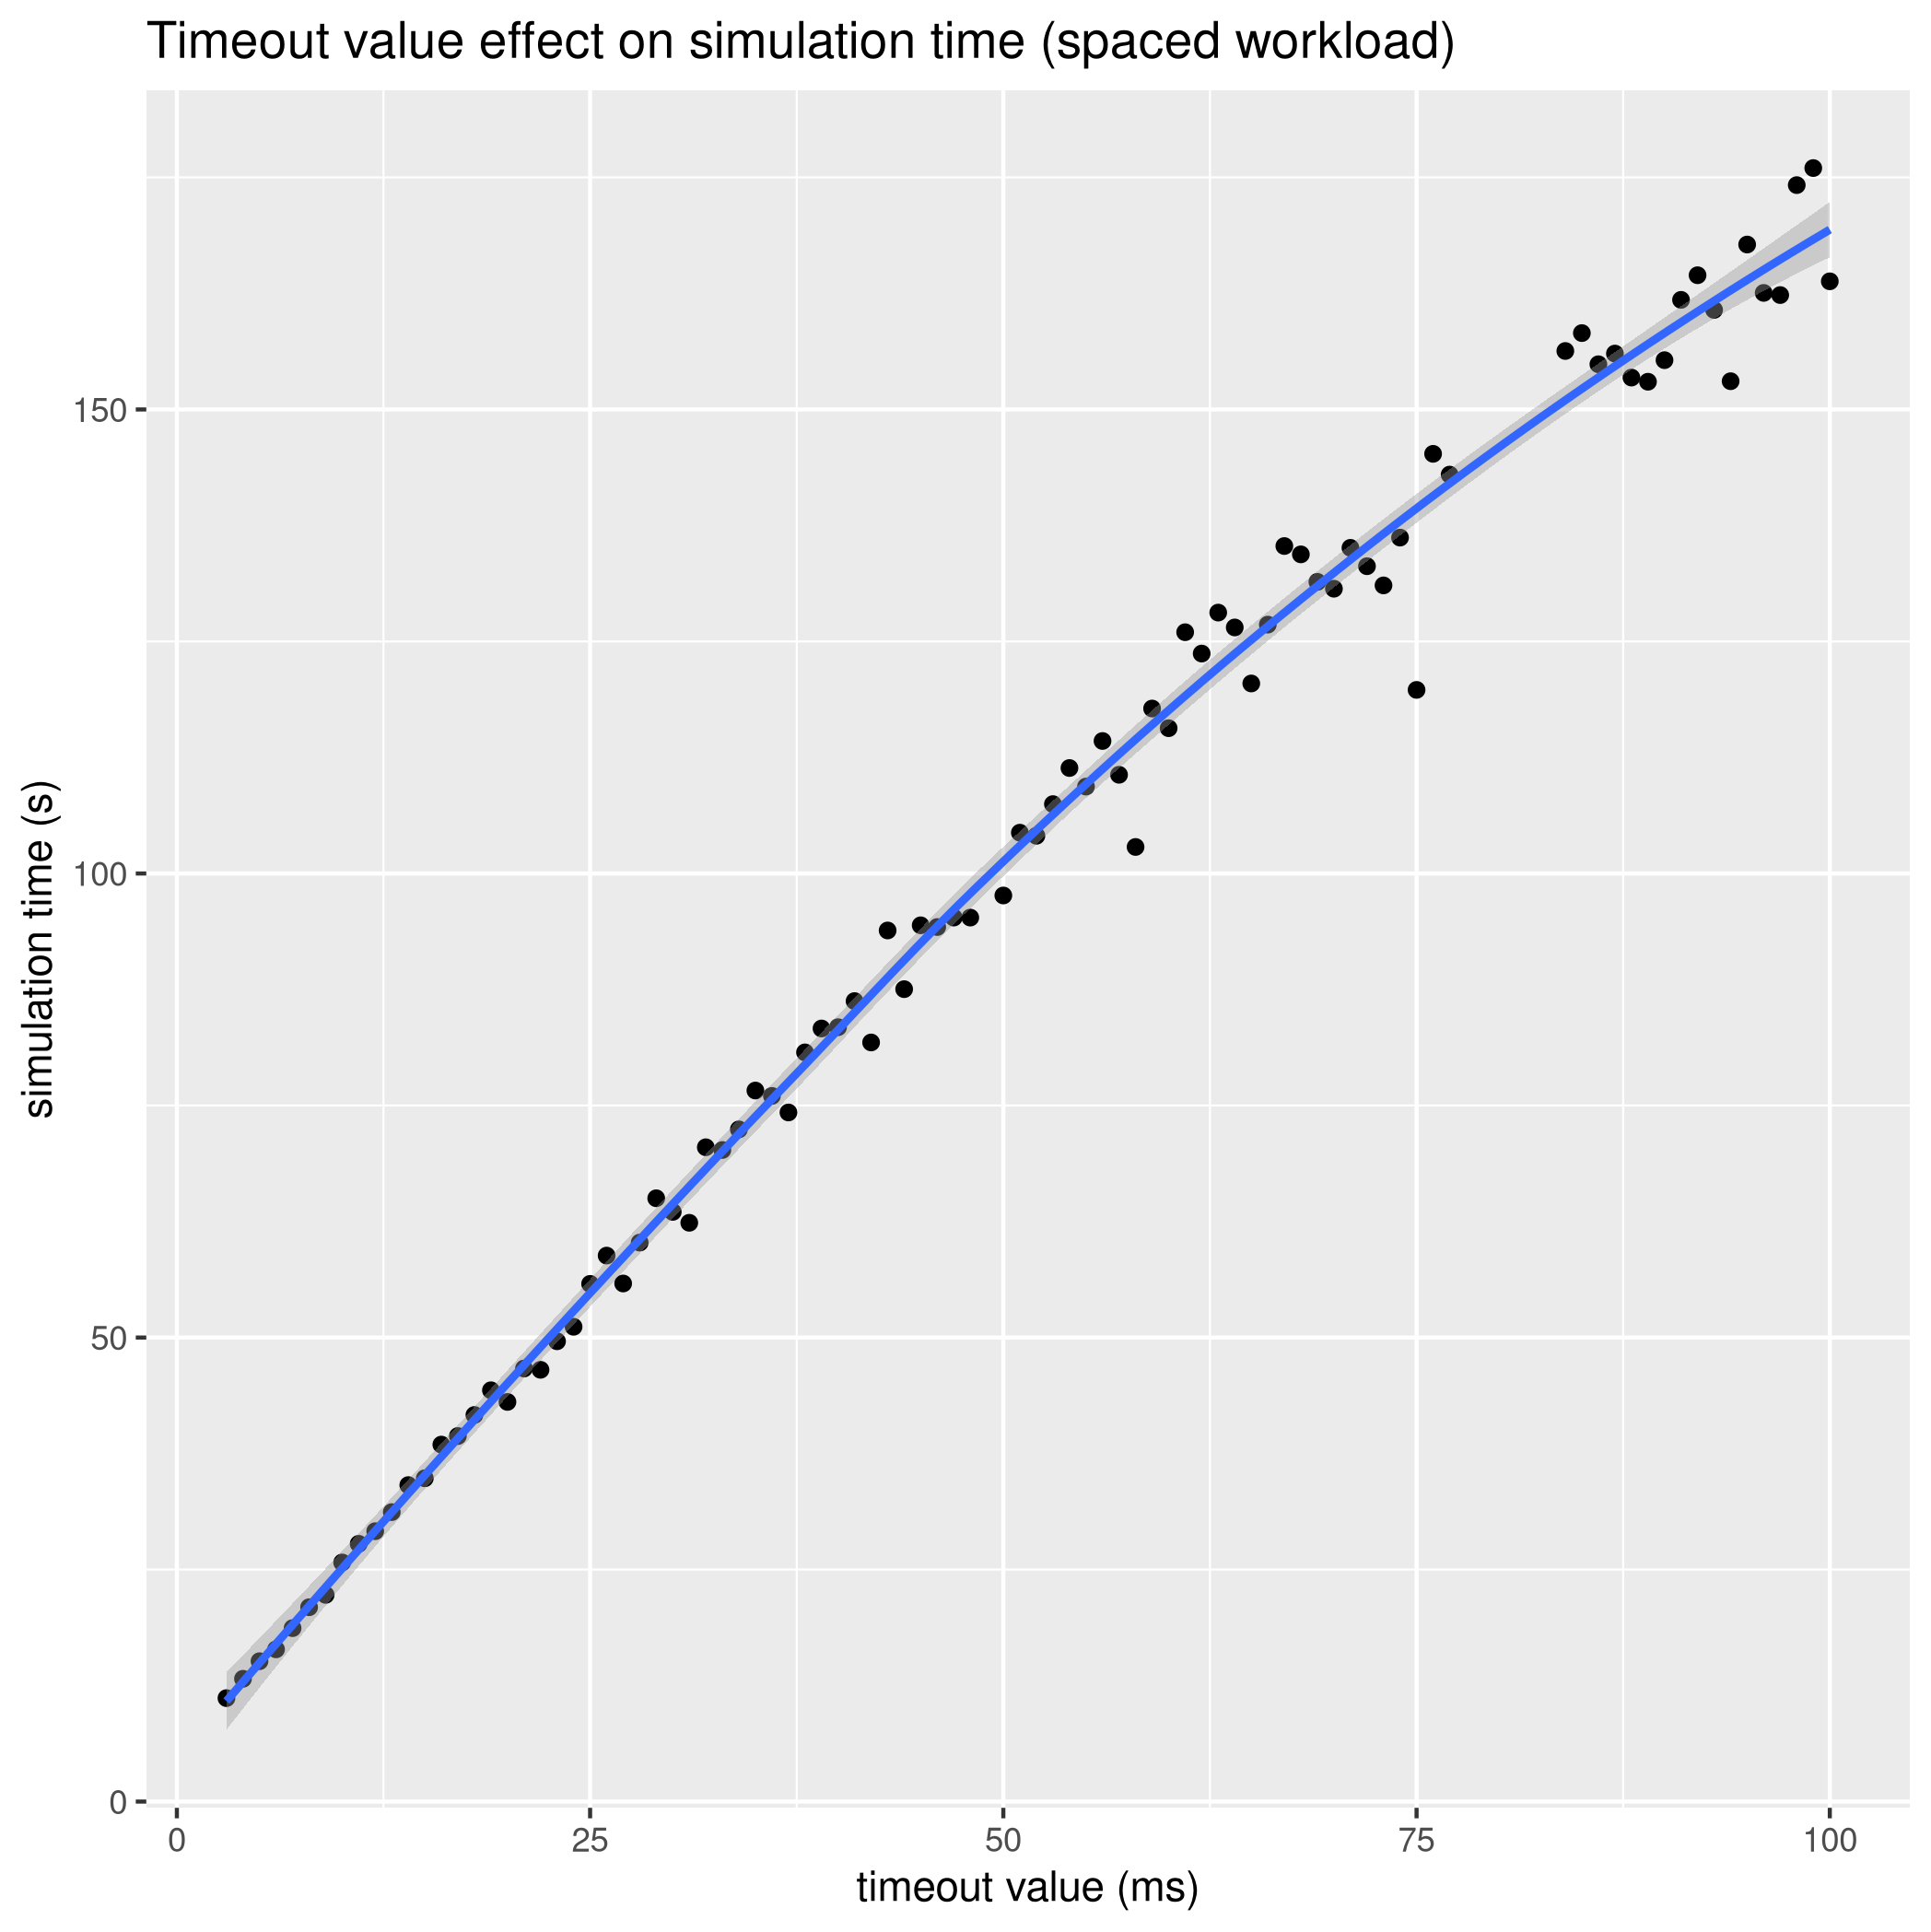 Timeout value effect on simulation time (spaced workload)
simulation time (s)
150
100
50
0
0 25 50 75 100
timeout value (ms)